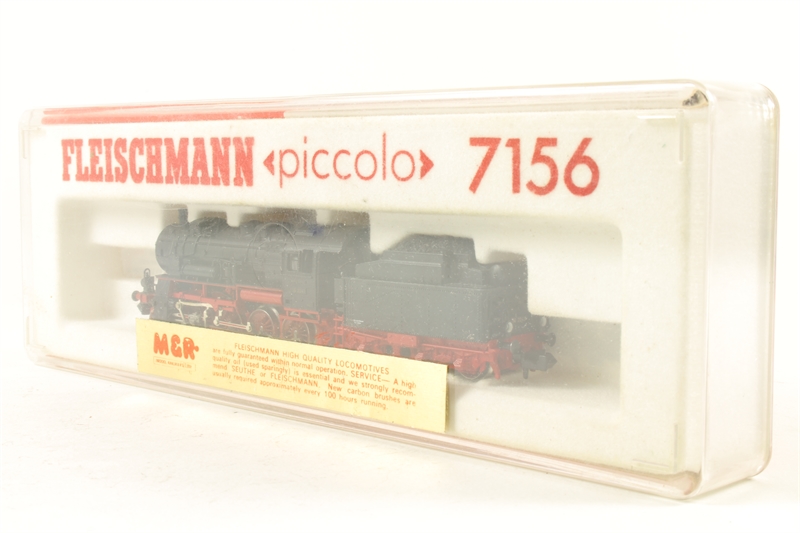 FLEISCHMANN <piccolo> 7156
M&R
FLEISCHMANN HIGH QUALITY LOCOMOTIVES
are fully guaranteed within normal operation, SERVICE— A high
quality oil (used sparingly) is essential and we strongly recom-
mend SEUTHE or FLEISCHMANN. New carbon brushes are
usually required approximately every 100 hours running.